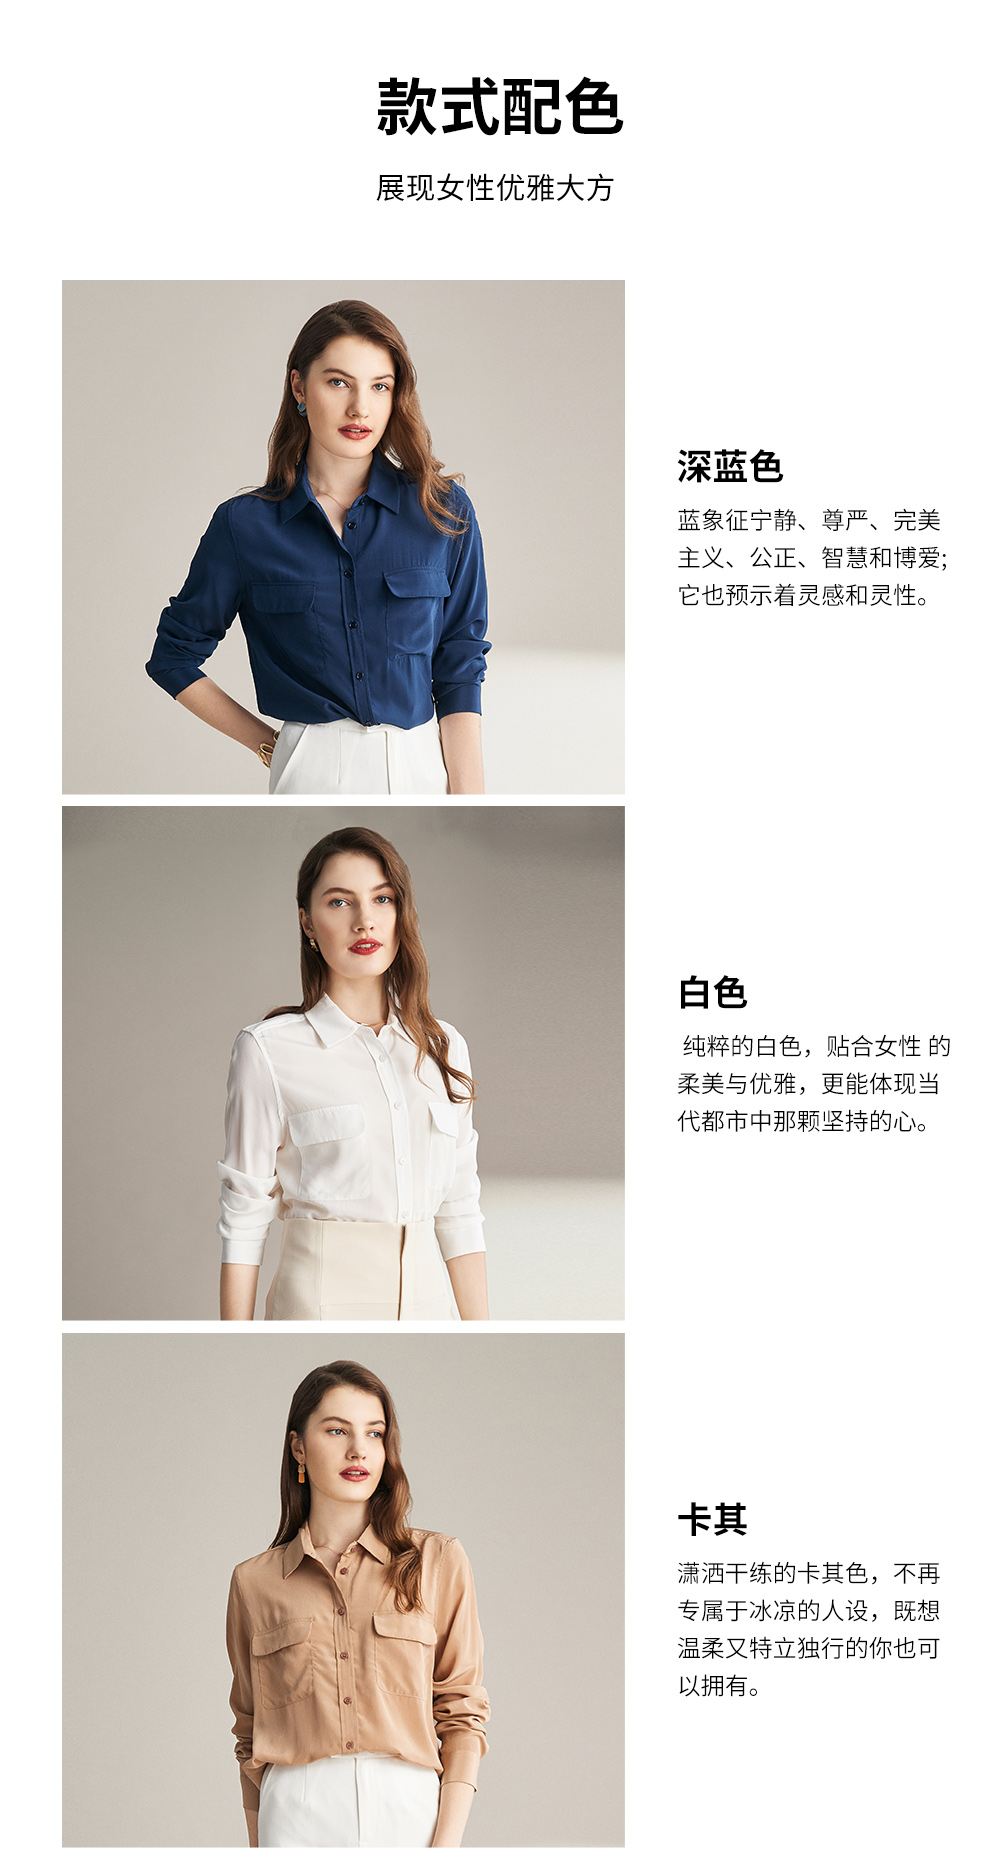 款式配色
展现女性优雅大方
深蓝色
蓝象征宁静、尊严、完美
主义、公正、智慧和博爱;
它也预示着灵感和灵性。
白色
纯粹的白色，贴合女性 的
柔美与优雅，更能体现当
代都市中那颗坚持的心。
卡其
潇洒干练的卡其色，不再
专属于冰凉的人设，既想
温柔又特立独行的你也可
以拥有。